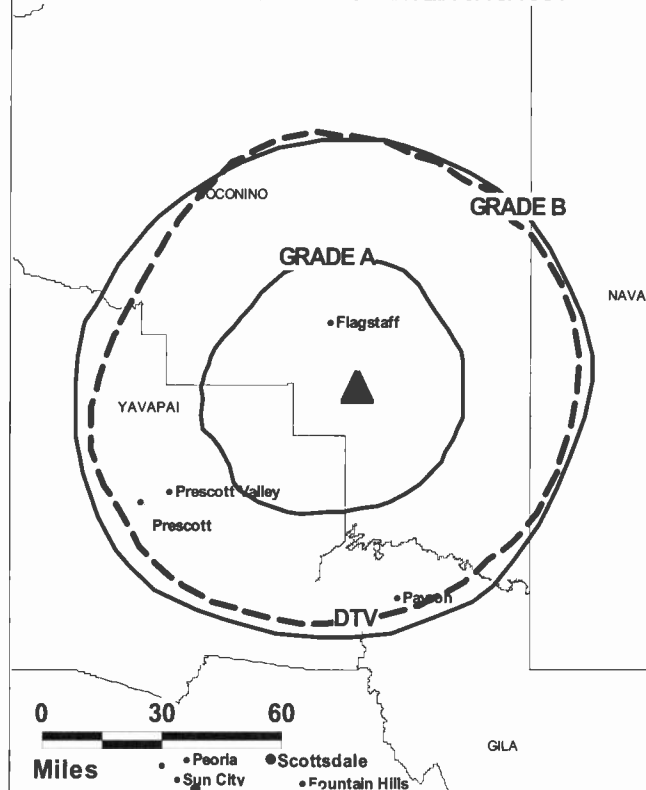 COCONINO
GRADE B
GRADE A
NAVA
Flagstaff
YAVAPAI
Prescott Valley
Prescott
Payson
DTV
0 30 60
Miles
GILA
Peoria
Scottsdale
Sun City
Fountain Hills